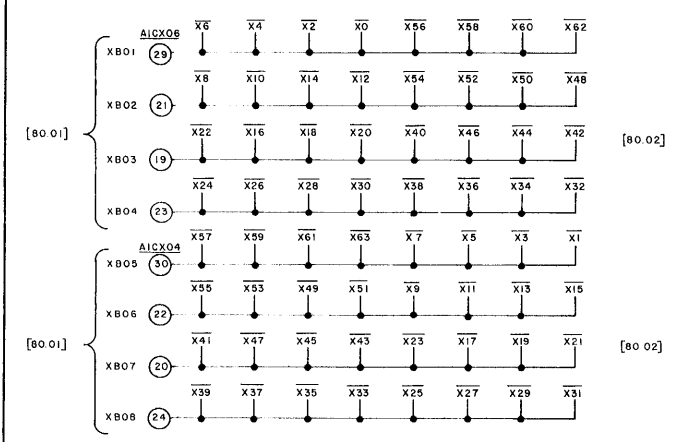 X6 X4 X2 X0 X56 X58 X60 X62
AICX06
XB01 29
X8 X10 X14 X12 X54 X52 X50 X48
XB02 21
[80.01] X22 X16 X18 X20 X40 X46 X44 X42 [80.02]
XB03 19
X24 X26 X28 X30 X38 X36 X34 X32
XB04 23
X57 X59 X61 X63 X7 X5 X3 X1
AICX04
XB05 30
X55 X53 X49 X51 X9 X11 X13 X15
XB06 22
[80.01] X41 X47 X45 X43 X23 X17 X19 X21 [80.02]
XB07 20
X39 X37 X35 X33 X25 X27 X29 X31
XB08 24